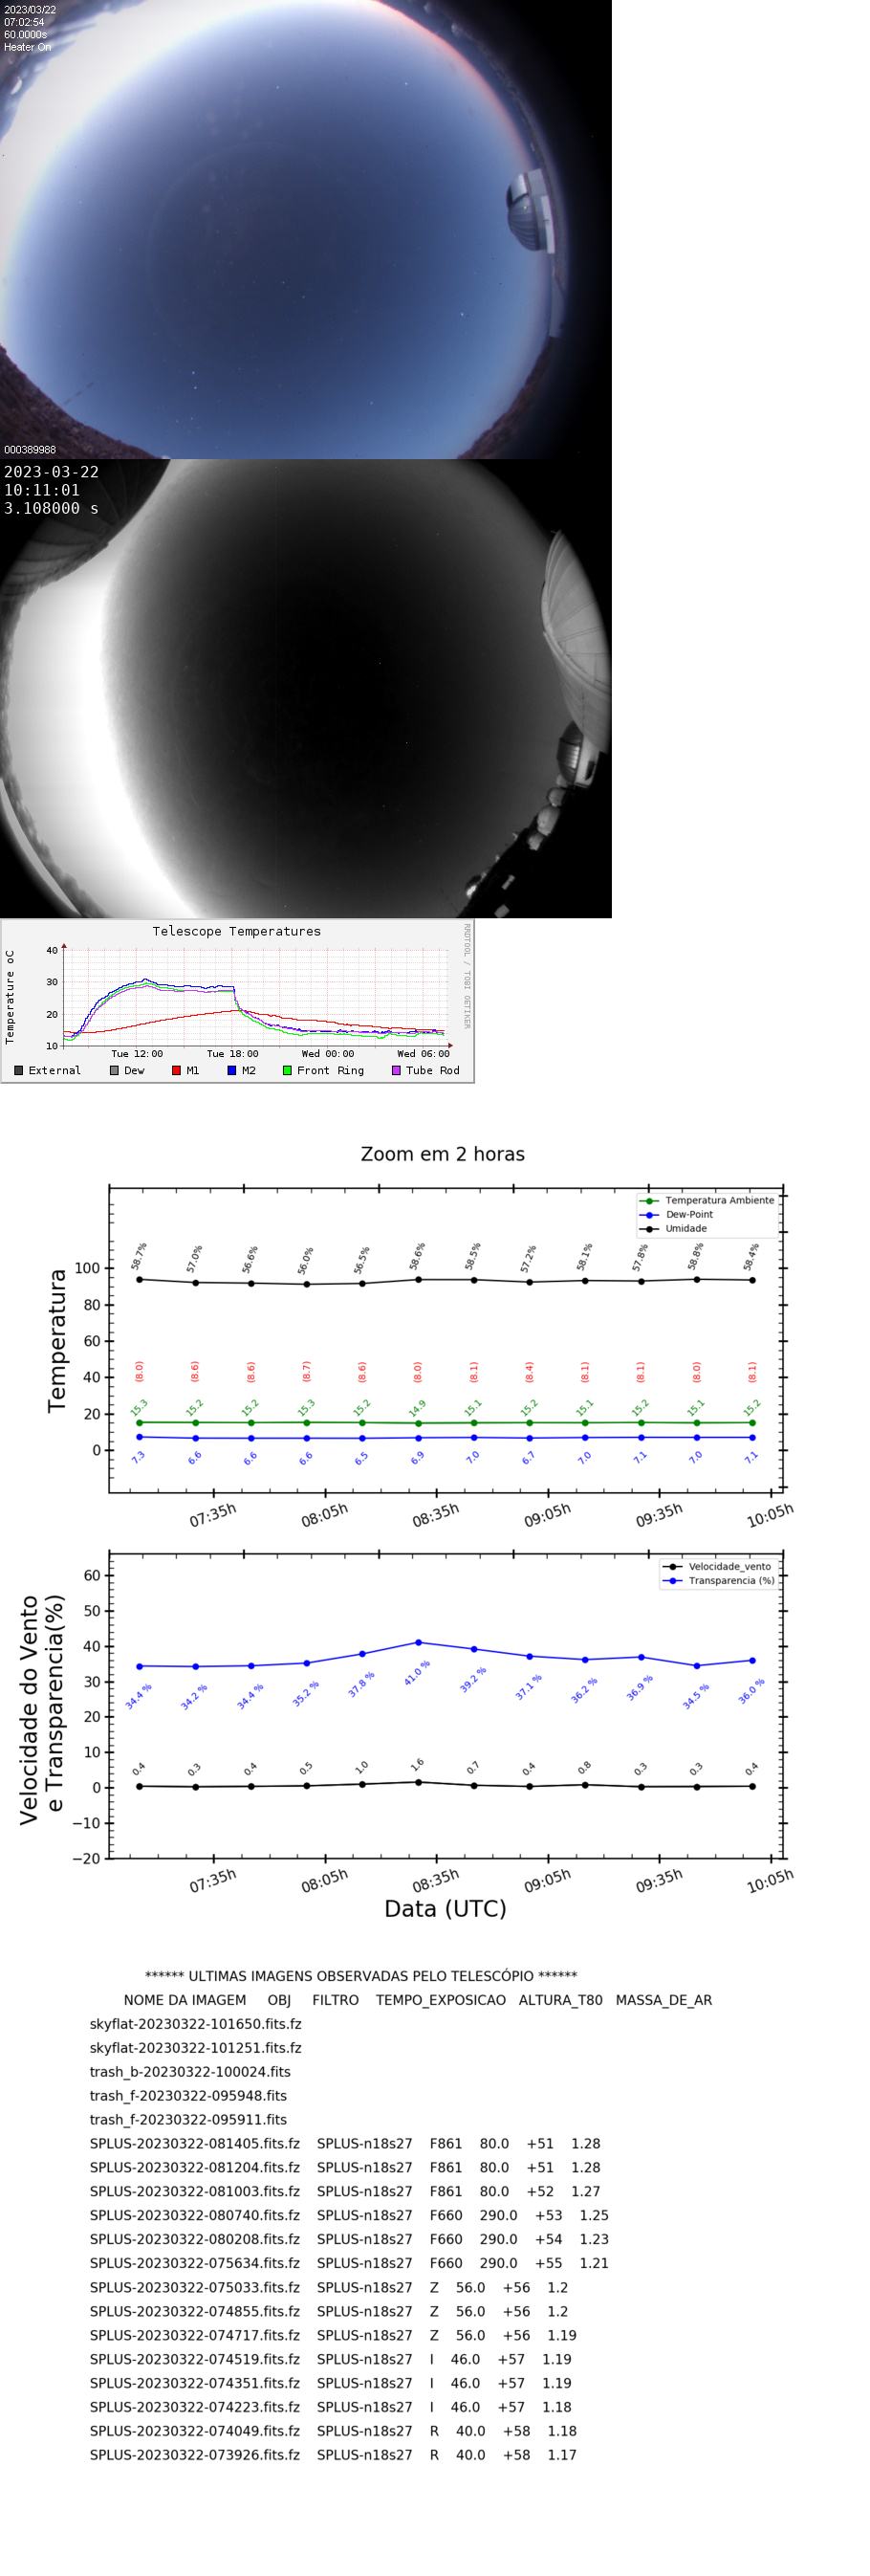 2023/03/22
07:02:54
60.0000s
Heater On
000389988
2023-03-22
10:11:01
3.108000 s
Telescope Temperatures
Temperature oC
40
30
20
10
Tue 12:00 Tue 18:00 Wed 00:00 Wed 06:00
External Dew M1 M2 Front Ring Tube Rod
RRDTOOL / TOBI OETIKER
Zoom em 2 horas
Temperatura Ambiente
Dew-Point
Umidade
Temperatura
100
80
60
40
20
0
58.7% 57.0% 56.6% 56.0% 56.5% 58.6% 58.5% 57.2% 58.1% 57.8% 58.8% 58.4%
(8.0) (8.6) (8.6) (8.7) (8.6) (8.0) (8.1) (8.4) (8.1) (8.1) (8.0) (8.1)
15.3 15.2 15.2 15.3 15.2 14.9 15.1 15.2 15.1 15.2 15.1 15.2
7.3 6.6 6.6 6.6 6.5 6.9 7.0 6.7 7.0 7.1 7.0 7.1
07:35h 08:05h 08:35h 09:05h 09:35h 10:05h
Velocidade_vento
Transparencia (%)
Velocidade do Vento
e Transparencia(%)
60
50
40
30
20
10
0
−10
−20
34.4 % 34.2 % 34.4 % 35.2 % 37.8 % 41.0 % 39.2 % 37.1 % 36.2 % 36.9 % 34.5 % 36.0 %
0.4 0.3 0.4 0.5 1.0 1.6 0.7 0.4 0.8 0.3 0.3 0.4
07:35h 08:05h 08:35h 09:05h 09:35h 10:05h
Data (UTC)
****** ULTIMAS IMAGENS OBSERVADAS PELO TELESCÓPIO ******
NOME DA IMAGEM OBJ FILTRO TEMPO_EXPOSICAO ALTURA_T80 MASSA_DE_AR
skyflat-20230322-101650.fits.fz
skyflat-20230322-101251.fits.fz
trash_b-20230322-100024.fits
trash_f-20230322-095948.fits
trash_f-20230322-095911.fits
SPLUS-20230322-081405.fits.fz SPLUS-n18s27 F861 80.0 +51 1.28
SPLUS-20230322-081204.fits.fz SPLUS-n18s27 F861 80.0 +51 1.28
SPLUS-20230322-081003.fits.fz SPLUS-n18s27 F861 80.0 +52 1.27
SPLUS-20230322-080740.fits.fz SPLUS-n18s27 F660 290.0 +53 1.25
SPLUS-20230322-080208.fits.fz SPLUS-n18s27 F660 290.0 +54 1.23
SPLUS-20230322-075634.fits.fz SPLUS-n18s27 F660 290.0 +55 1.21
SPLUS-20230322-075033.fits.fz SPLUS-n18s27 Z 56.0 +56 1.2
SPLUS-20230322-074855.fits.fz SPLUS-n18s27 Z 56.0 +56 1.2
SPLUS-20230322-074717.fits.fz SPLUS-n18s27 Z 56.0 +56 1.19
SPLUS-20230322-074519.fits.fz SPLUS-n18s27 I 46.0 +57 1.19
SPLUS-20230322-074351.fits.fz SPLUS-n18s27 I 46.0 +57 1.19
SPLUS-20230322-074223.fits.fz SPLUS-n18s27 I 46.0 +57 1.18
SPLUS-20230322-074049.fits.fz SPLUS-n18s27 R 40.0 +58 1.18
SPLUS-20230322-073926.fits.fz SPLUS-n18s27 R 40.0 +58 1.17